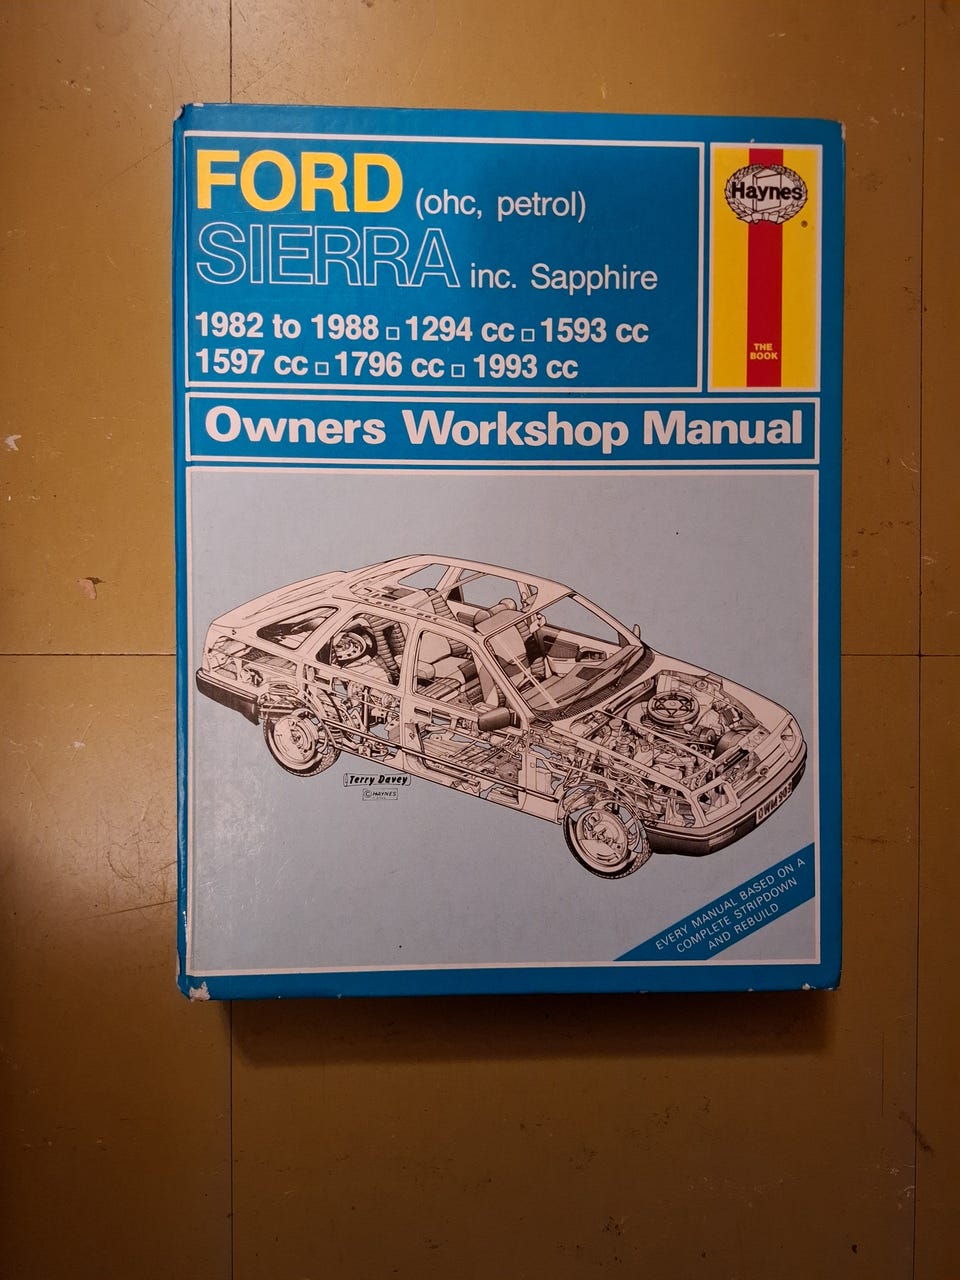 FORD (ohc, petrol)
SIERRA inc. Sapphire
1982 to 1988 □ 1294 cc □ 1593 cc
1597 cc □ 1796 cc □ 1993 cc
Haynes
®
THE
BOOK
Owners Workshop Manual
Terry Davey
© HAYNES
EVERY MANUAL BASED ON A
COMPLETE STRIPDOWN
AND REBUILD